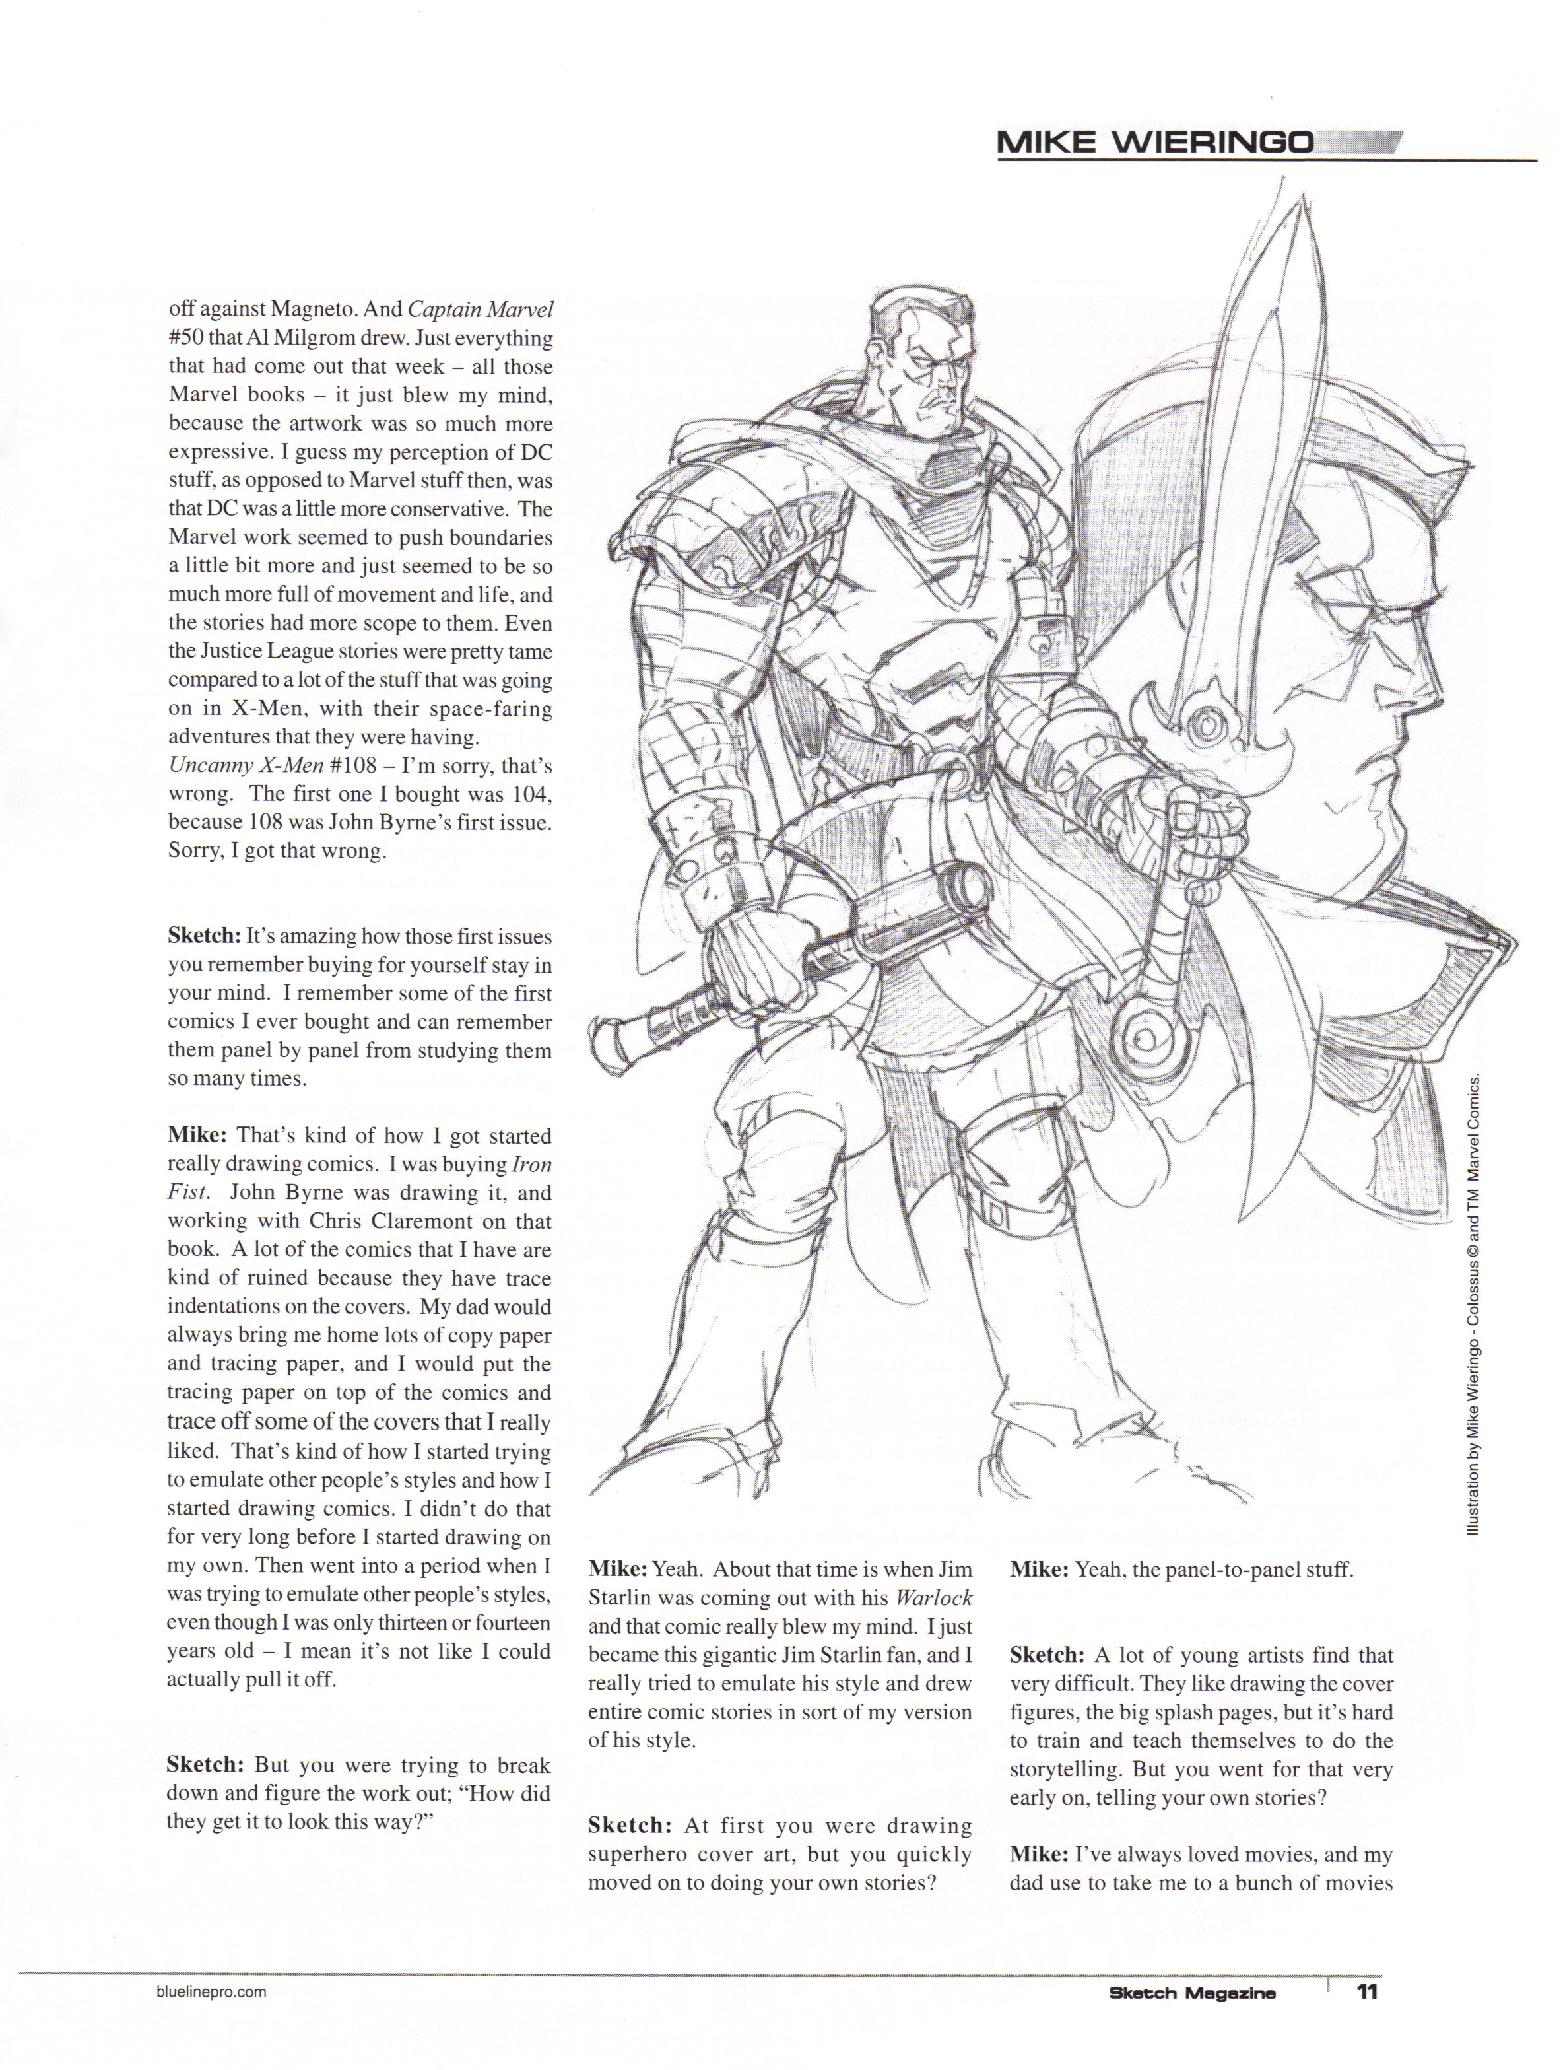 MIKE WIERINGO
off against Magneto. And Captain Marvel
#50 that Al Milgrom drew. Just everything
that had come out that week – all those
Marvel books – it just blew my mind,
because the artwork was so much more
expressive. I guess my perception of DC
stuff, as opposed to Marvel stuff then, was
that DC was a little more conservative. The
Marvel work seemed to push boundaries
a little bit more and just seemed to be so
much more full of movement and life, and
the stories had more scope to them. Even
the Justice League stories were pretty tame
compared to a lot of the stuff that was going
on in X-Men, with their space-faring
adventures that they were having.
Uncanny X-Men #108 – I'm sorry, that's
wrong. The first one I bought was 104,
because 108 was John Byrne's first issue.
Sorry, I got that wrong.
Sketch: It's amazing how those first issues
you remember buying for yourself stay in
your mind. I remember some of the first
comics I ever bought and can remember
them panel by panel from studying them
so many times.
Mike: That's kind of how I got started
really drawing comics. I was buying Iron
Fist. John Byrne was drawing it, and
working with Chris Claremont on that
book. A lot of the comics that I have are
kind of ruined because they have trace
indentations on the covers. My dad would
always bring me home lots of copy paper
and tracing paper, and I would put the
tracing paper on top of the comics and
trace off some of the covers that I really
liked. That's kind of how I started trying
to emulate other people's styles and how I
started drawing comics. I didn't do that
for very long before I started drawing on
my own. Then went into a period when I
was trying to emulate other people's styles,
even though I was only thirteen or fourteen
years old – I mean it's not like I could
actually pull it off.
Sketch: But you were trying to break
down and figure the work out; “How did
they get it to look this way?”
Mike: Yeah. About that time is when Jim
Starlin was coming out with his Warlock
and that comic really blew my mind. I just
became this gigantic Jim Starlin fan, and I
really tried to emulate his style and drew
entire comic stories in sort of my version
of his style.
Sketch: At first you were drawing
superhero cover art, but you quickly
moved on to doing your own stories?
Mike: Yeah, the panel-to-panel stuff.
Sketch: A lot of young artists find that
very difficult. They like drawing the cover
figures, the big splash pages, but it's hard
to train and teach themselves to do the
storytelling. But you went for that very
early on, telling your own stories?
Mike: I've always loved movies, and my
dad use to take me to a bunch of movies
Illustration by Mike Wieringo - Colossus © and TM Marvel Comics.
bluelinepro.com
Sketch Magazine
11